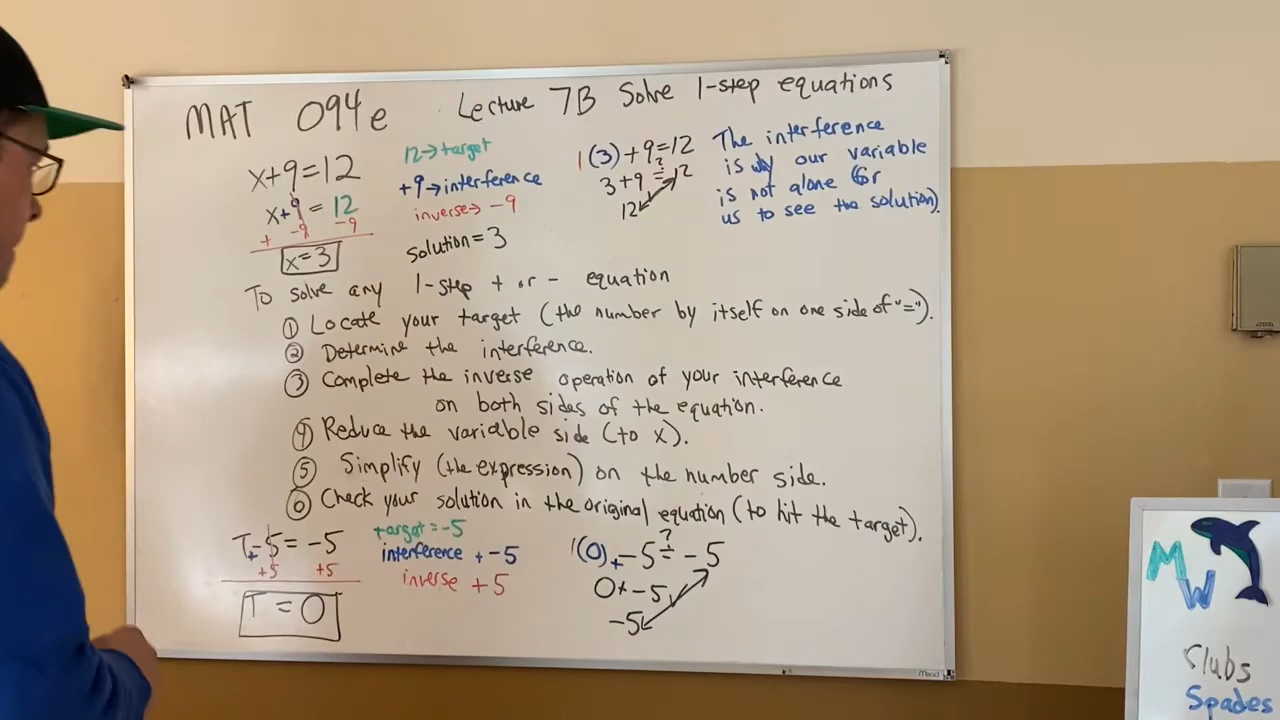 MAT 094e Lecture 7B Solve 1-step equations
x+9=12
x+9 = 12
+ -9 -9
x=3
12→target
+9→interference
inverse→ -9
solution=3
1(3)+9=12
3+9 ?= 12
12
The interference
is why our variable
is not alone (for
us to see the solution).
To solve any 1-step + or - equation
① Locate your target (the number by itself on one side of "=").
② Determine the interference.
③ Complete the inverse operation of your interference
on both sides of the equation.
④ Reduce the variable side (to x).
⑤ Simplify (the expression) on the number side.
⑥ Check your solution in the original equation (to hit the target).
T+-5 = -5
+5 +5
T = 0
target=-5
interference +-5
inverse +5
1(0)+-5 ?= -5
0+-5
-5
Mead
MW
Clubs
Spades